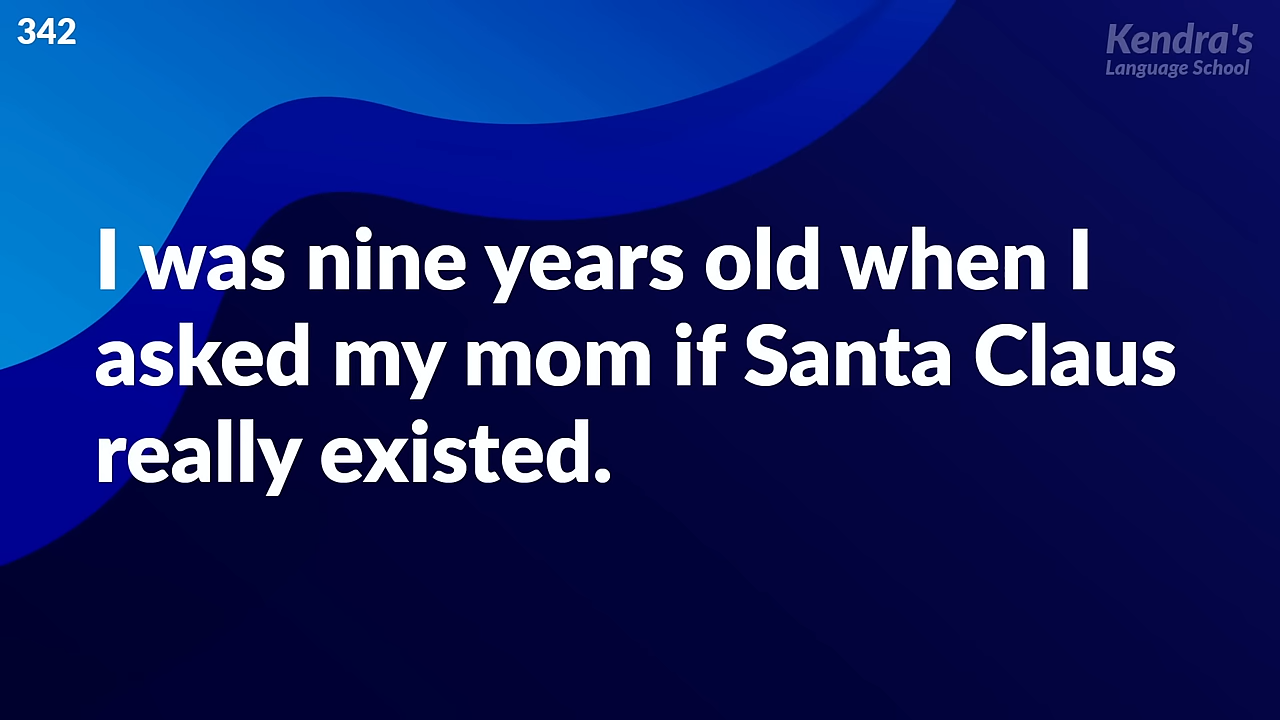 342
Kendra's
Language School
I was nine years old when I
asked my mom if Santa Claus
really existed.